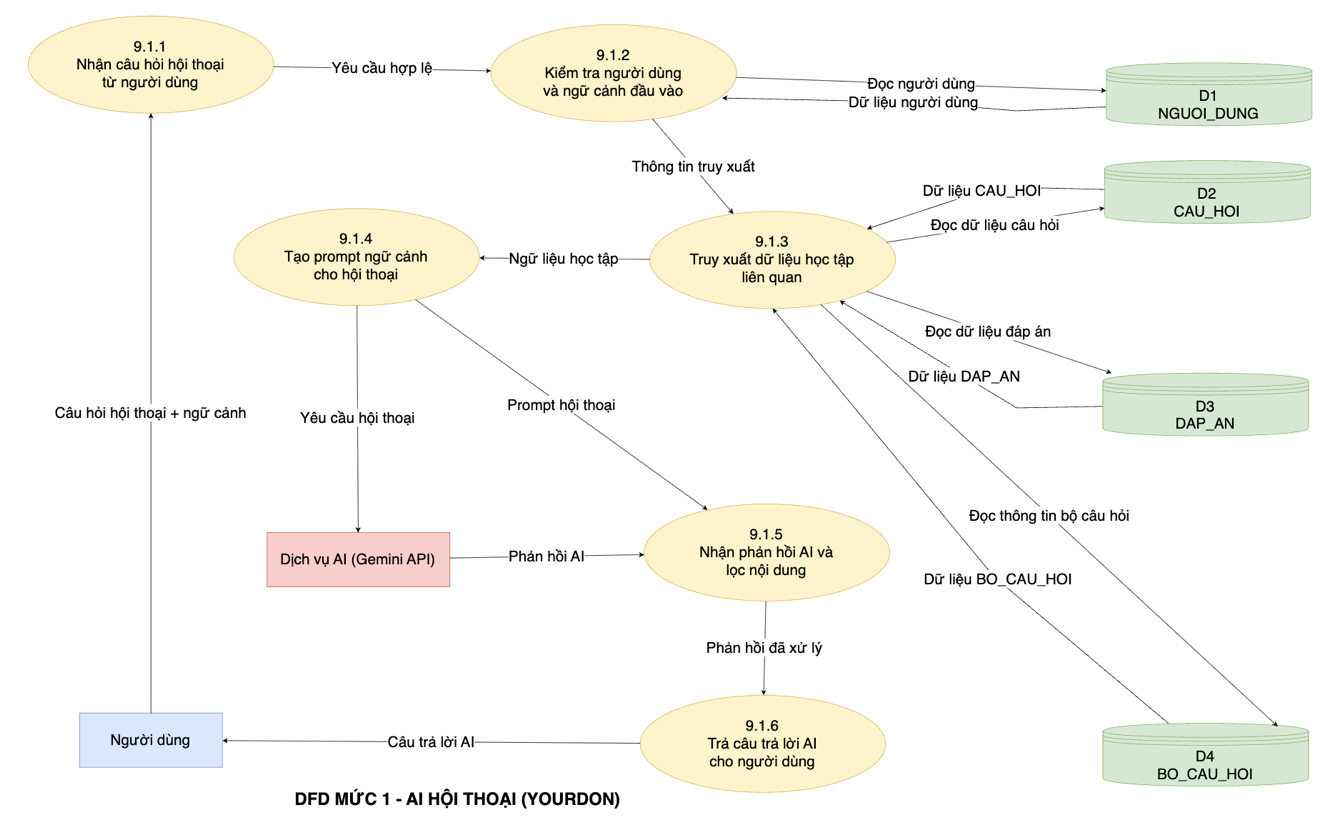 9.1.1
Nhận câu hỏi hội thoại
từ người dùng
Yêu cầu hợp lệ
9.1.2
Kiểm tra người dùng
và ngữ cảnh đầu vào
Đọc người dùng
Dữ liệu người dùng
D1
NGUOI_DUNG
Thông tin truy xuất
Dữ liệu CAU_HOI
Đọc dữ liệu câu hỏi
D2
CAU_HOI
9.1.4
Tạo prompt ngữ cảnh
cho hội thoại
Ngữ liệu học tập
9.1.3
Truy xuất dữ liệu học tập
liên quan
Đọc dữ liệu đáp án
Dữ liệu DAP_AN
D3
DAP_AN
Câu hỏi hội thoại + ngữ cảnh
Yêu cầu hội thoại
Prompt hội thoại
Đọc thông tin bộ câu hỏi
Dữ liệu BO_CAU_HOI
Dịch vụ AI (Gemini API)
Phản hồi AI
9.1.5
Nhận phản hồi AI và
lọc nội dung
Phản hồi đã xử lý
Người dùng
Câu trả lời AI
9.1.6
Trả câu trả lời AI
cho người dùng
D4
BO_CAU_HOI
DFD MỨC 1 - AI HỘI THOẠI (YOURDON)